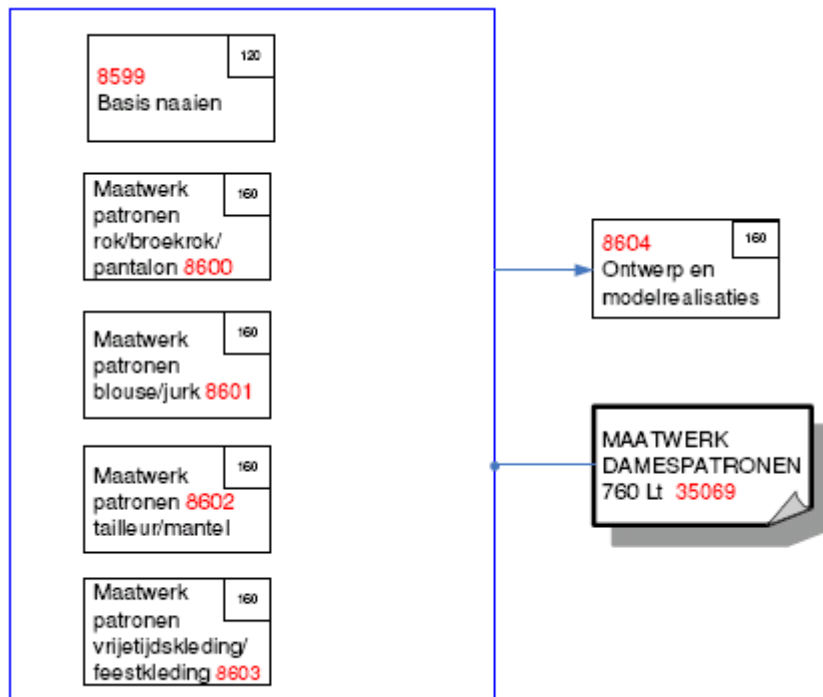 120
8599
Basis naaien
Maatwerk
160
patronen
rok/broekrok/
pantalon 8600
Maatwerk
160
patronen
blouse/jurk 8601
Maatwerk
160
patronen 8602
tailleur/mantel
Maatwerk
160
patronen
vrijetijdskleding/
feestkleding 8603
8604
160
Ontwerp en
modelrealisaties
MAATWERK
DAMESPATRONEN
760 Lt 35069